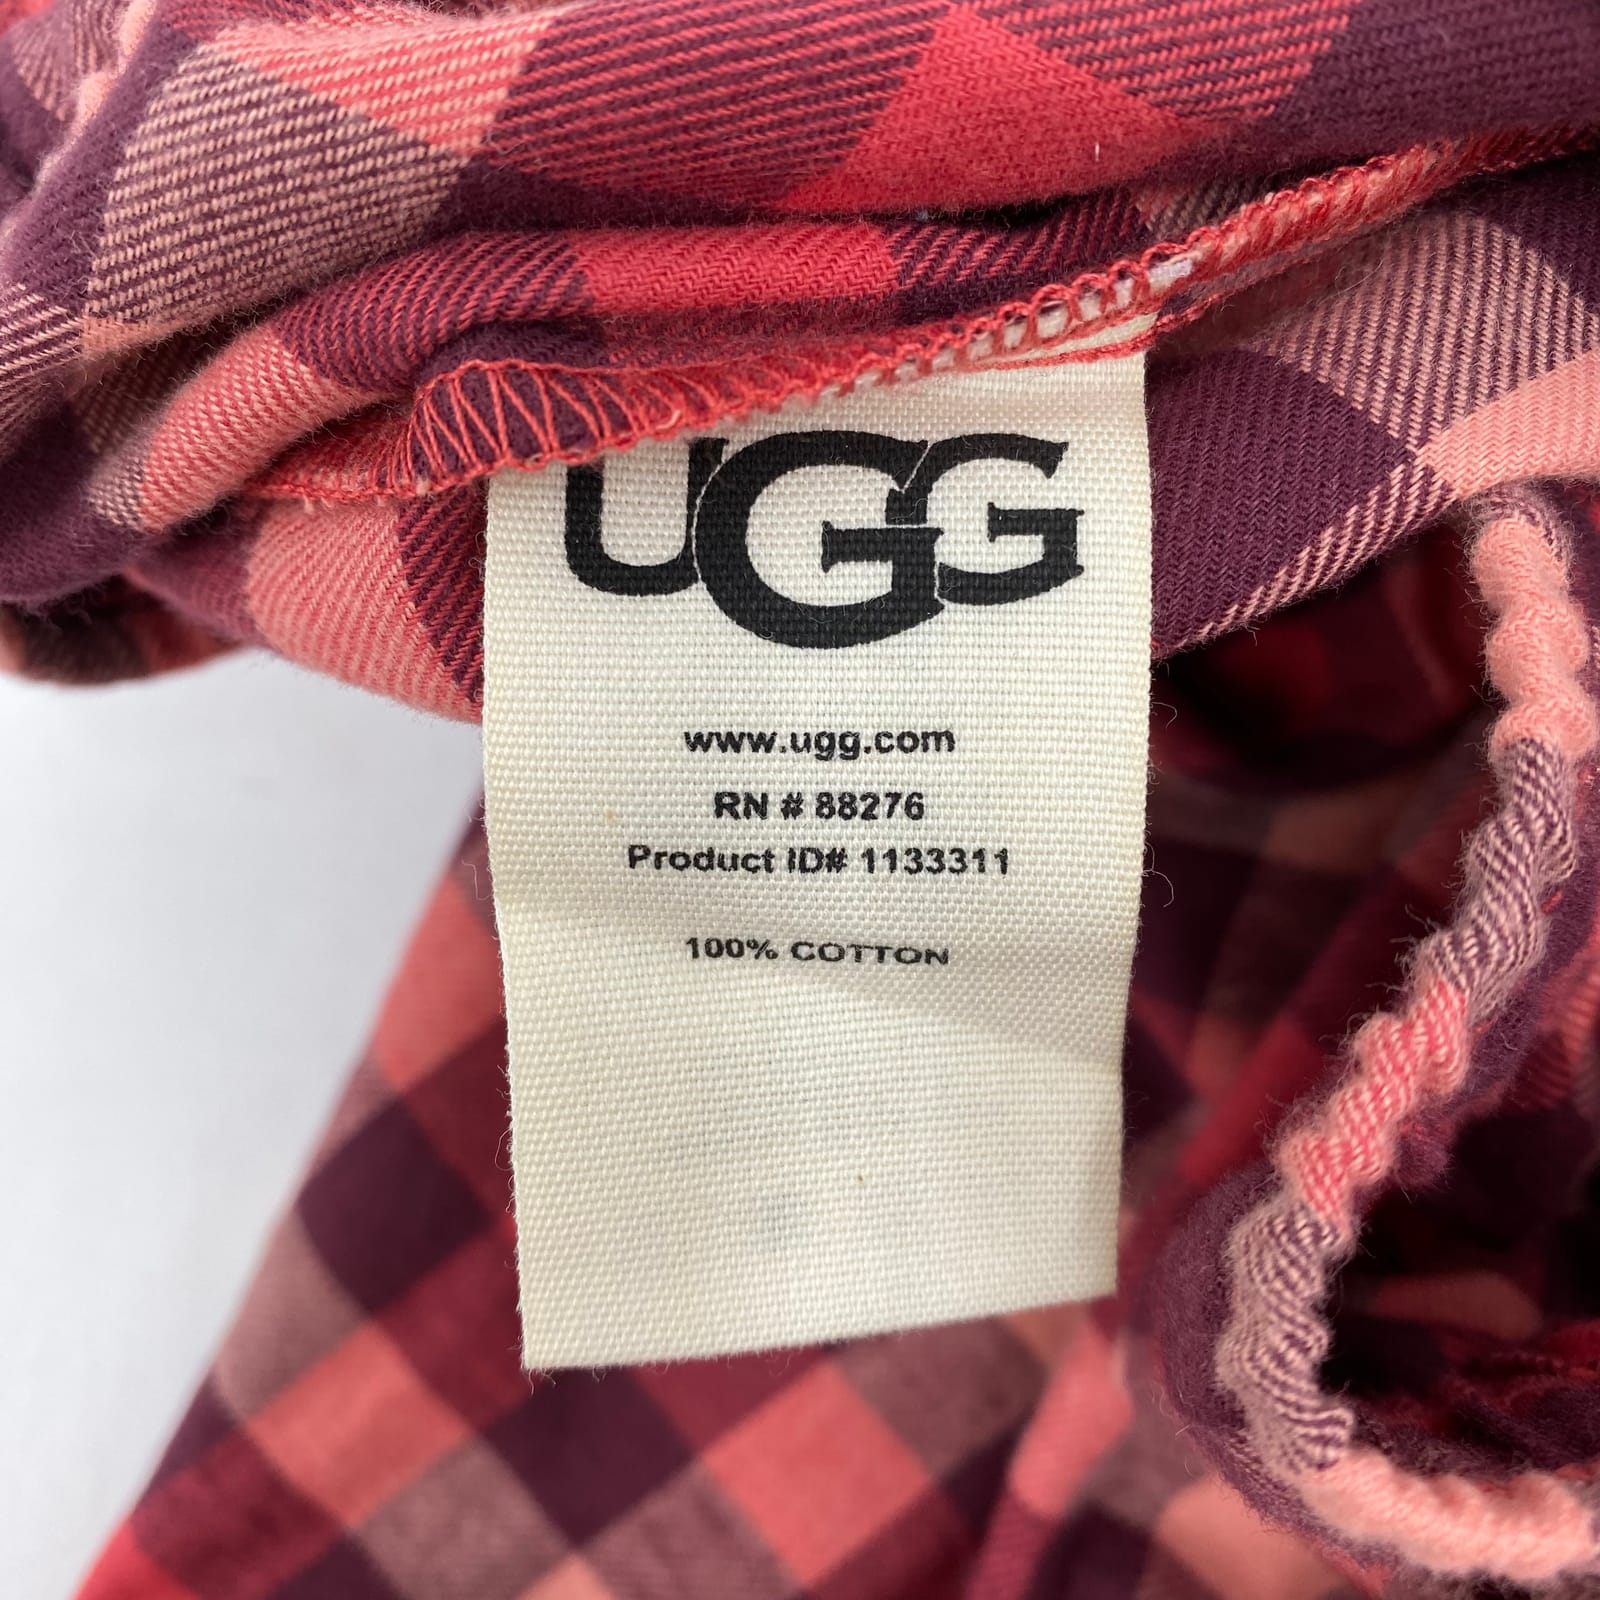 UGG
www.ugg.com
RN # 88276
Product ID# 1133311
100% COTTON